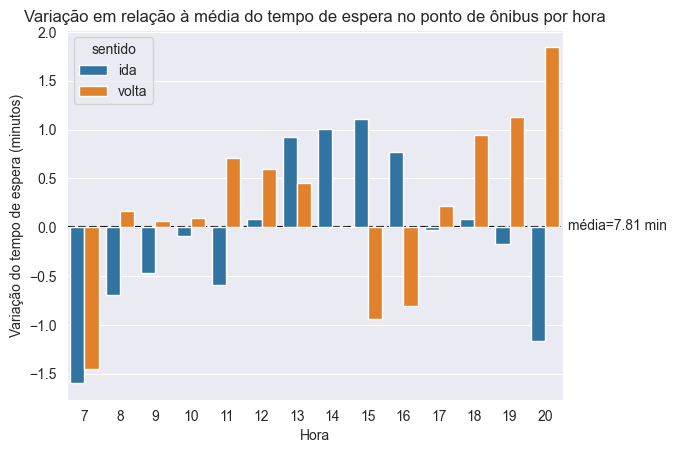 Variação em relação à média do tempo de espera no ponto de ônibus por hora
sentido
ida
volta
Variação do tempo de espera (minutos)
2.0
1.5
1.0
0.5
0.0
−0.5
−1.0
−1.5
média=7.81 min
7 8 9 10 11 12 13 14 15 16 17 18 19 20
Hora